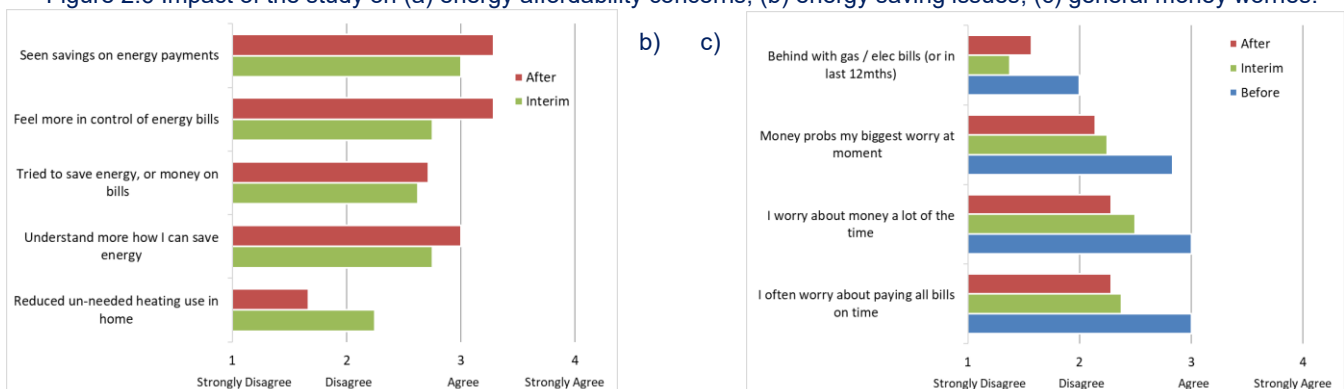 Figure Impact of the study on (a) energy affordability concerns, (b) energy saving issues, (c) general money worries.
b) c)
Seen savings on energy payments
Feel more in control of energy bills
Tried to save energy, or money on
bills
Understand more how I can save
energy
Reduced un-needed heating use in
home
After
Interim
1 2 3 4
Strongly Disagree Disagree Agree Strongly Agree
Behind with gas / elec bills (or in
last 12mths)
Money probs my biggest worry at
moment
I worry about money a lot of the
time
I often worry about paying all bills
on time
After
Interim
Before
1 2 3 4
Strongly Disagree Disagree Agree Strongly Agree